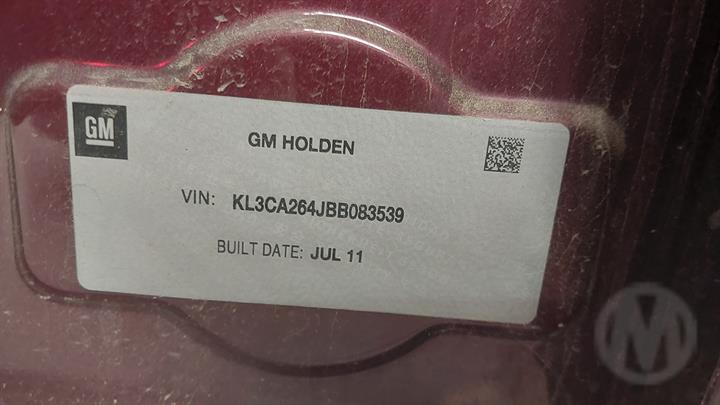 GM
GM HOLDEN
VIN: KL3CA264JBB083539
BUILT DATE: JUL 11
M